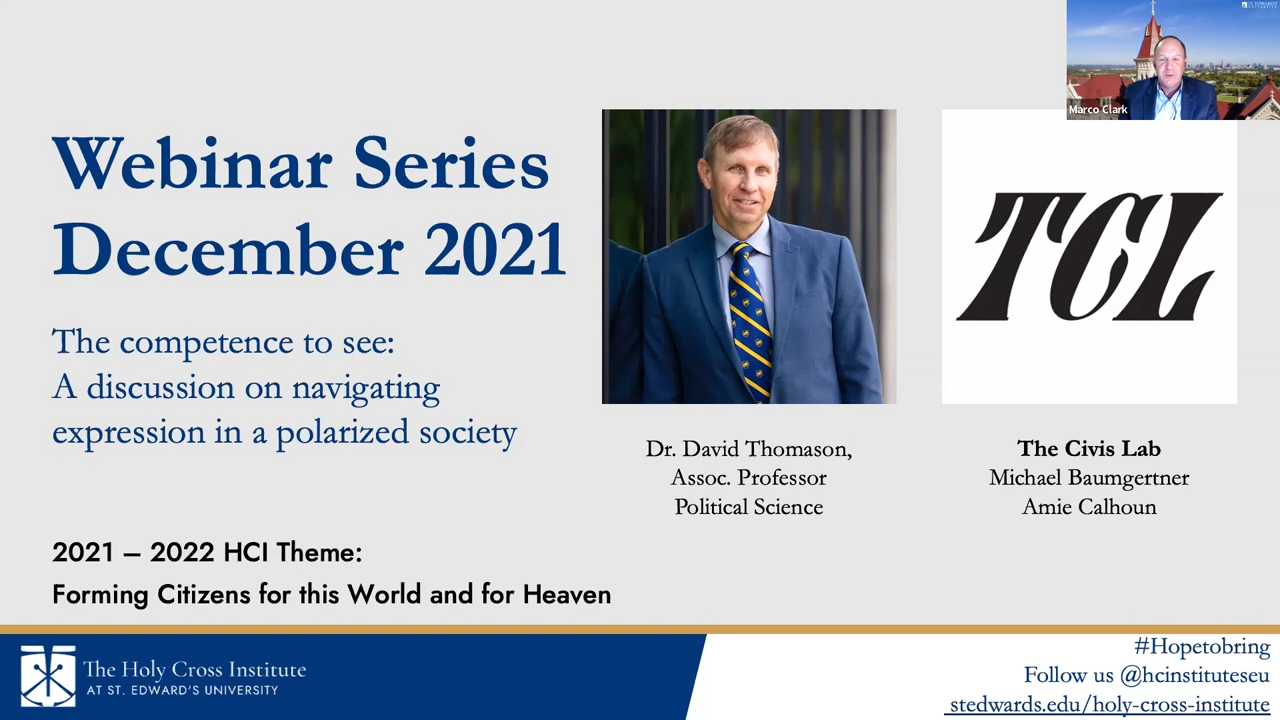 ST. EDWARD'S
UNIVERSITY
Marco Clark
Webinar Series
December 2021
The competence to see:
A discussion on navigating
expression in a polarized society
TCL
Dr. David Thomason,
Assoc. Professor
Political Science
The Civis Lab
Michael Baumgertner
Amie Calhoun
2021 – 2022 HCI Theme:
Forming Citizens for this World and for Heaven
The Holy Cross Institute
AT ST. EDWARD'S UNIVERSITY
#Hopetobring
Follow us @hcinstituteseu
stedwards.edu/holy-cross-institute